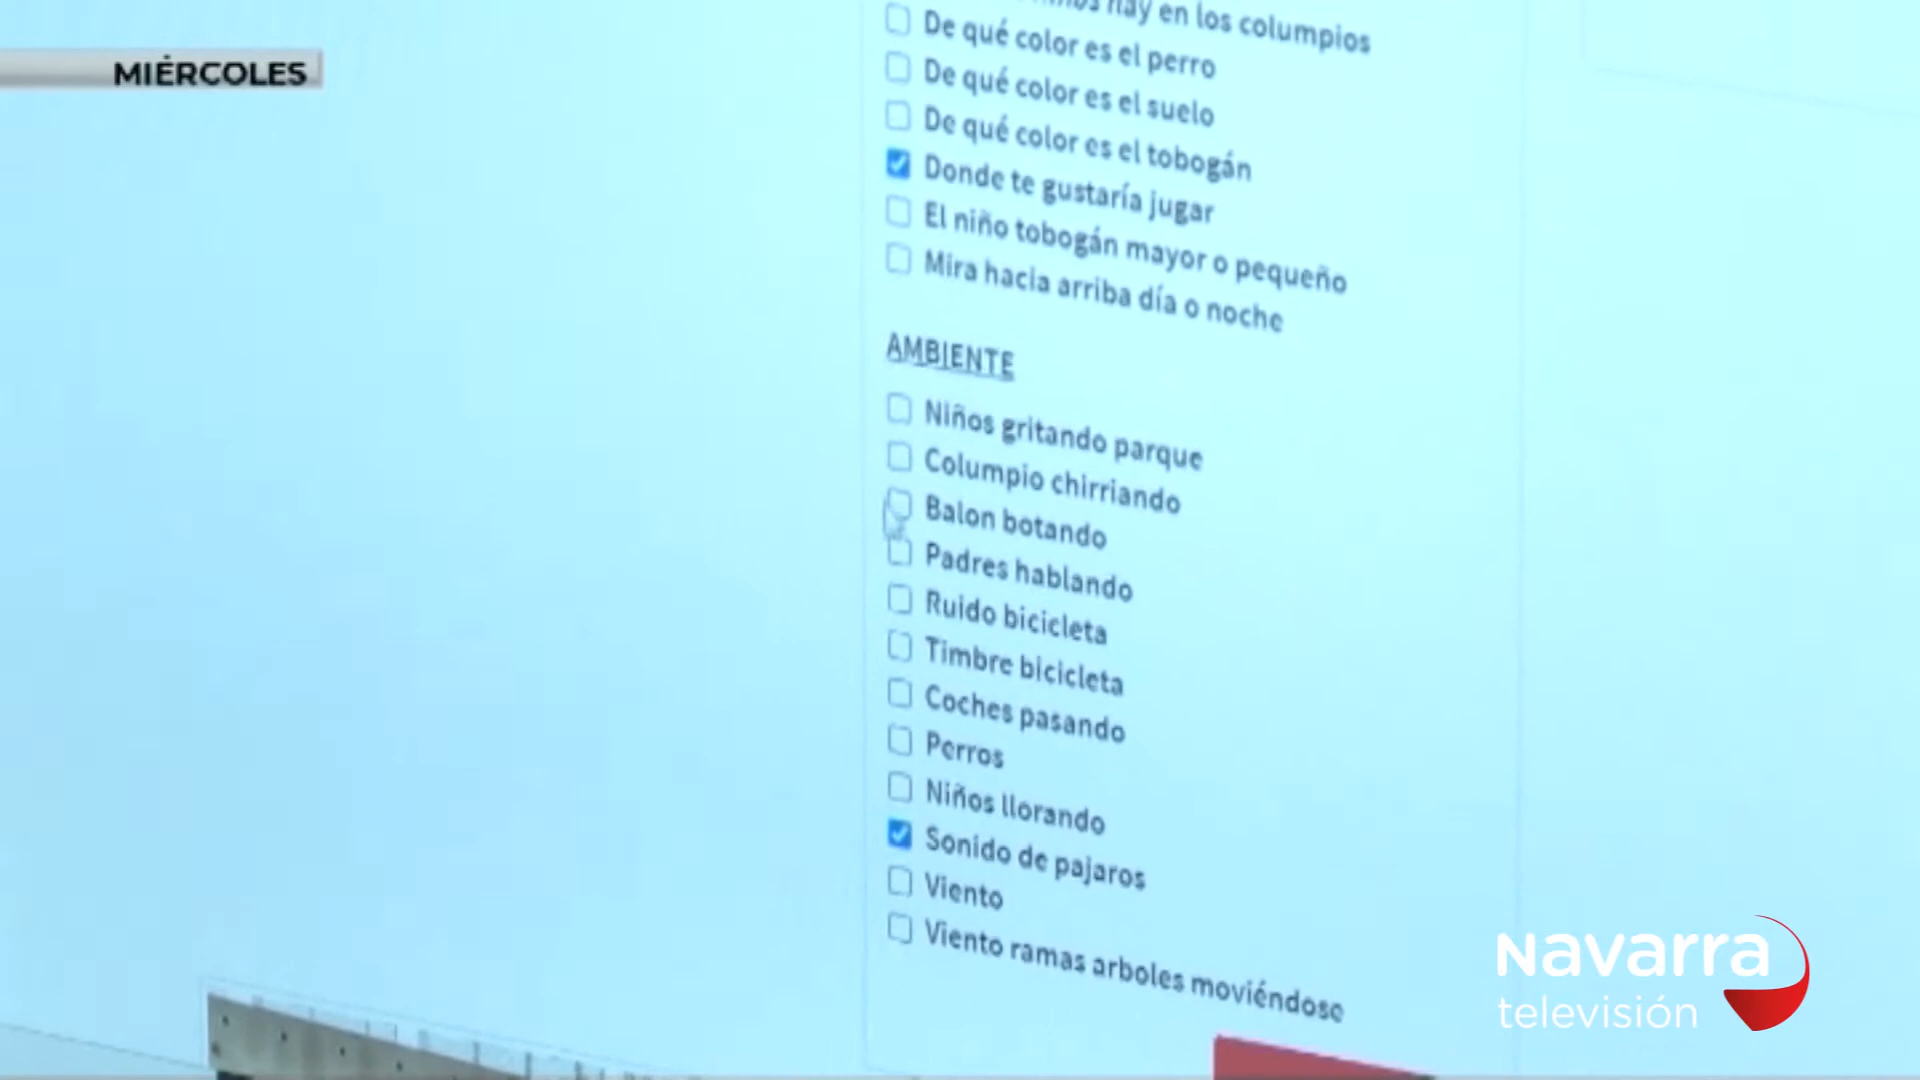 hay en los columpios
De qué color es el perro
MIÉRCOLES
De qué color es el suelo
De qué color es el tobogán
Donde te gustaría jugar
El niño tobogán mayor o pequeño
Mira hacia arriba día o noche
AMBIENTE
Niños gritando parque
Columpio chirriando
Balon botando
Padres hablando
Ruido bicicleta
Timbre bicicleta
Coches pasando
Perros
Niños llorando
Sonido de pajaros
Viento
Viento ramas arboles moviéndose
Navarra
televisión